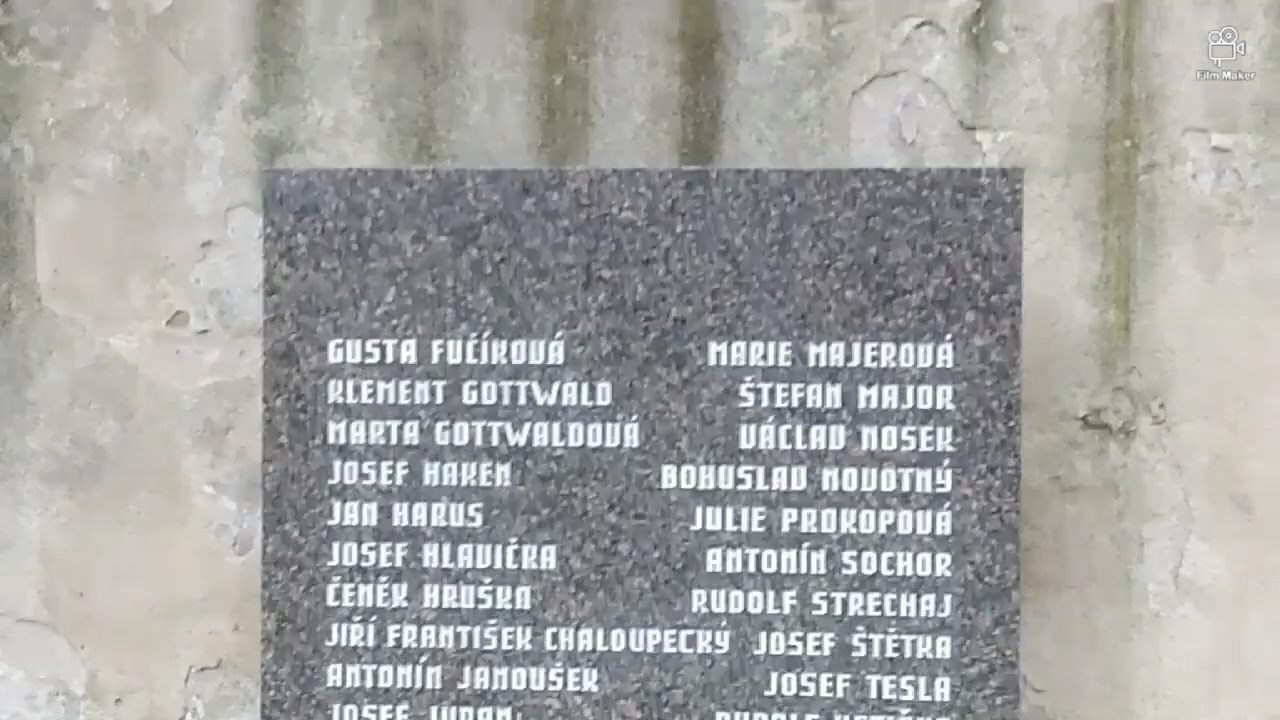 Film Maker
GUSTA FUČÍKOVÁ MARIE MAJEROVÁ
KLEMENT GOTTWALD ŠTEFAN MAJOR
MARTA GOTTWALDOVÁ VÁCLAV NOSEK
JOSEF HAKEN BOHUSLAV NOVOTNÝ
JAN HARUS JULIE PROKOPOVÁ
JOSEF HLAVIČKA ANTONÍN SOCHOR
ČENĚK HRUŠKA RUDOLF STRECHAJ
JIŘÍ FRANTIŠEK CHALOUPECKÝ JOSEF ŠTĚTKA
ANTONÍN JANOUŠEK JOSEF TESLA
JOSEF RUDOLF